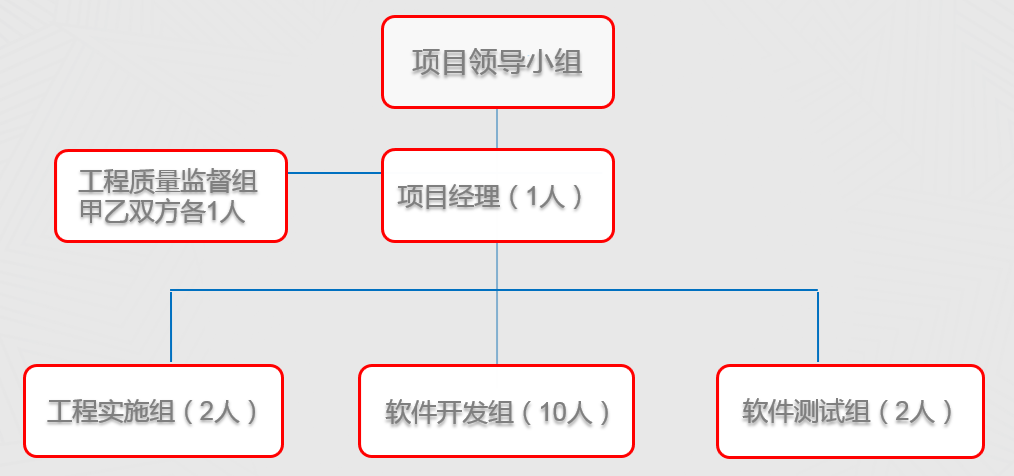 项目领导小组
工程质量监督组
甲乙双方各1人
项目经理（1人）
工程实施组（2人）
软件开发组（10人）
软件测试组（2人）